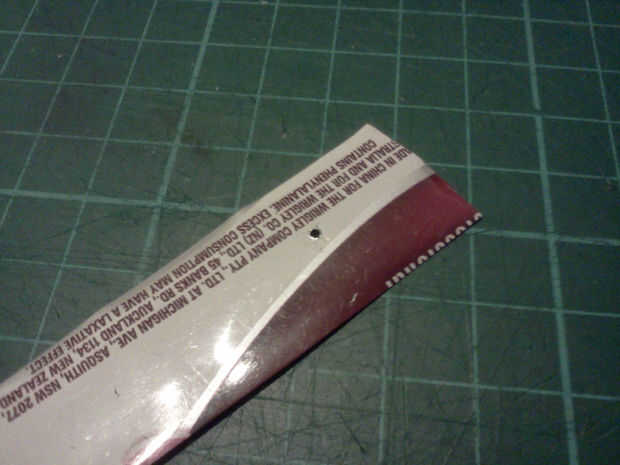 DE IN CHINA FOR THE WRIGLEY COMPANY PTY., LTD. AT MICHIGAN AVE, ASQUITH, NSW 2077,
TRALIA AND FOR THE WRIGLEY CO. (NZ) LTD., 45 BANKS RD., AUCKLAND 1134, NEW ZEALAND
CONTAINS PHENYLALANINE. EXCESS CONSUMPTION MAY HAVE A LAXATIVE EFFECT.